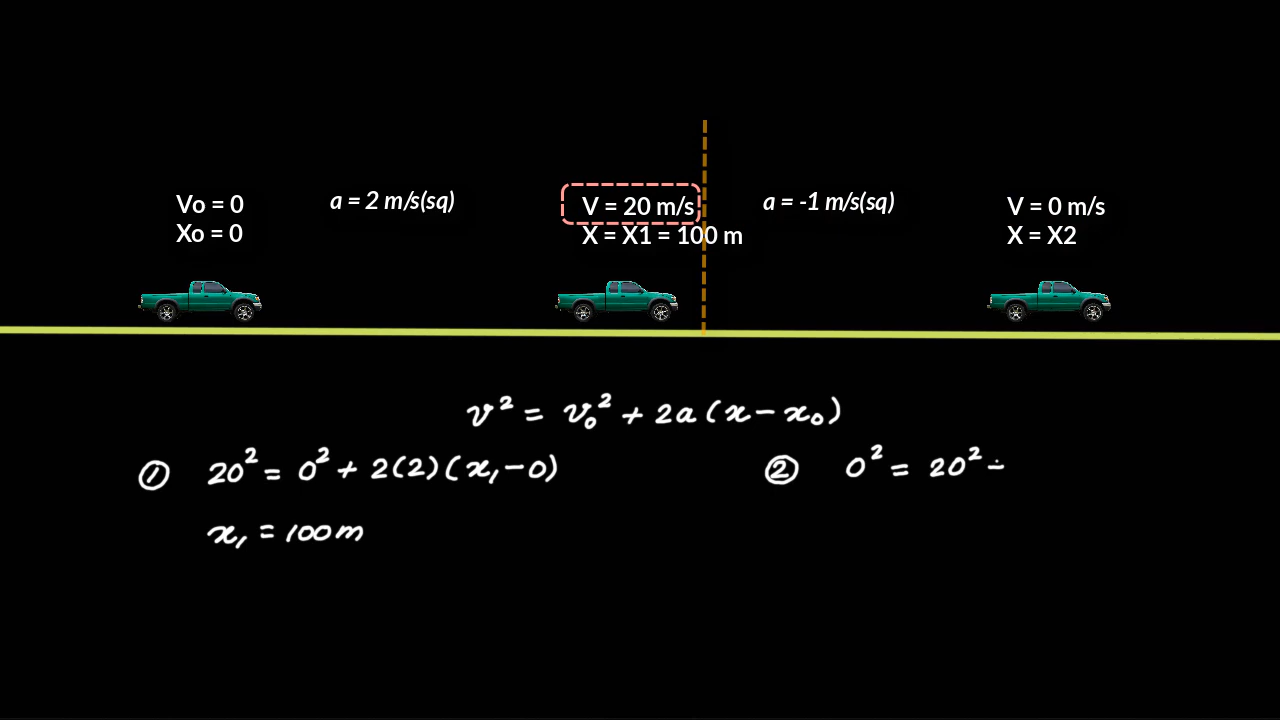 Vo = 0
Xo = 0
a = 2 m/s(sq)
V = 20 m/s
X = X1 = 100 m
a = -1 m/s(sq)
V = 0 m/s
X = X2
v² = v₀² + 2a(x − x₀)
① 20² = 0² + 2(2)(x₁ − 0)
x₁ = 100m
② 0² = 20² −